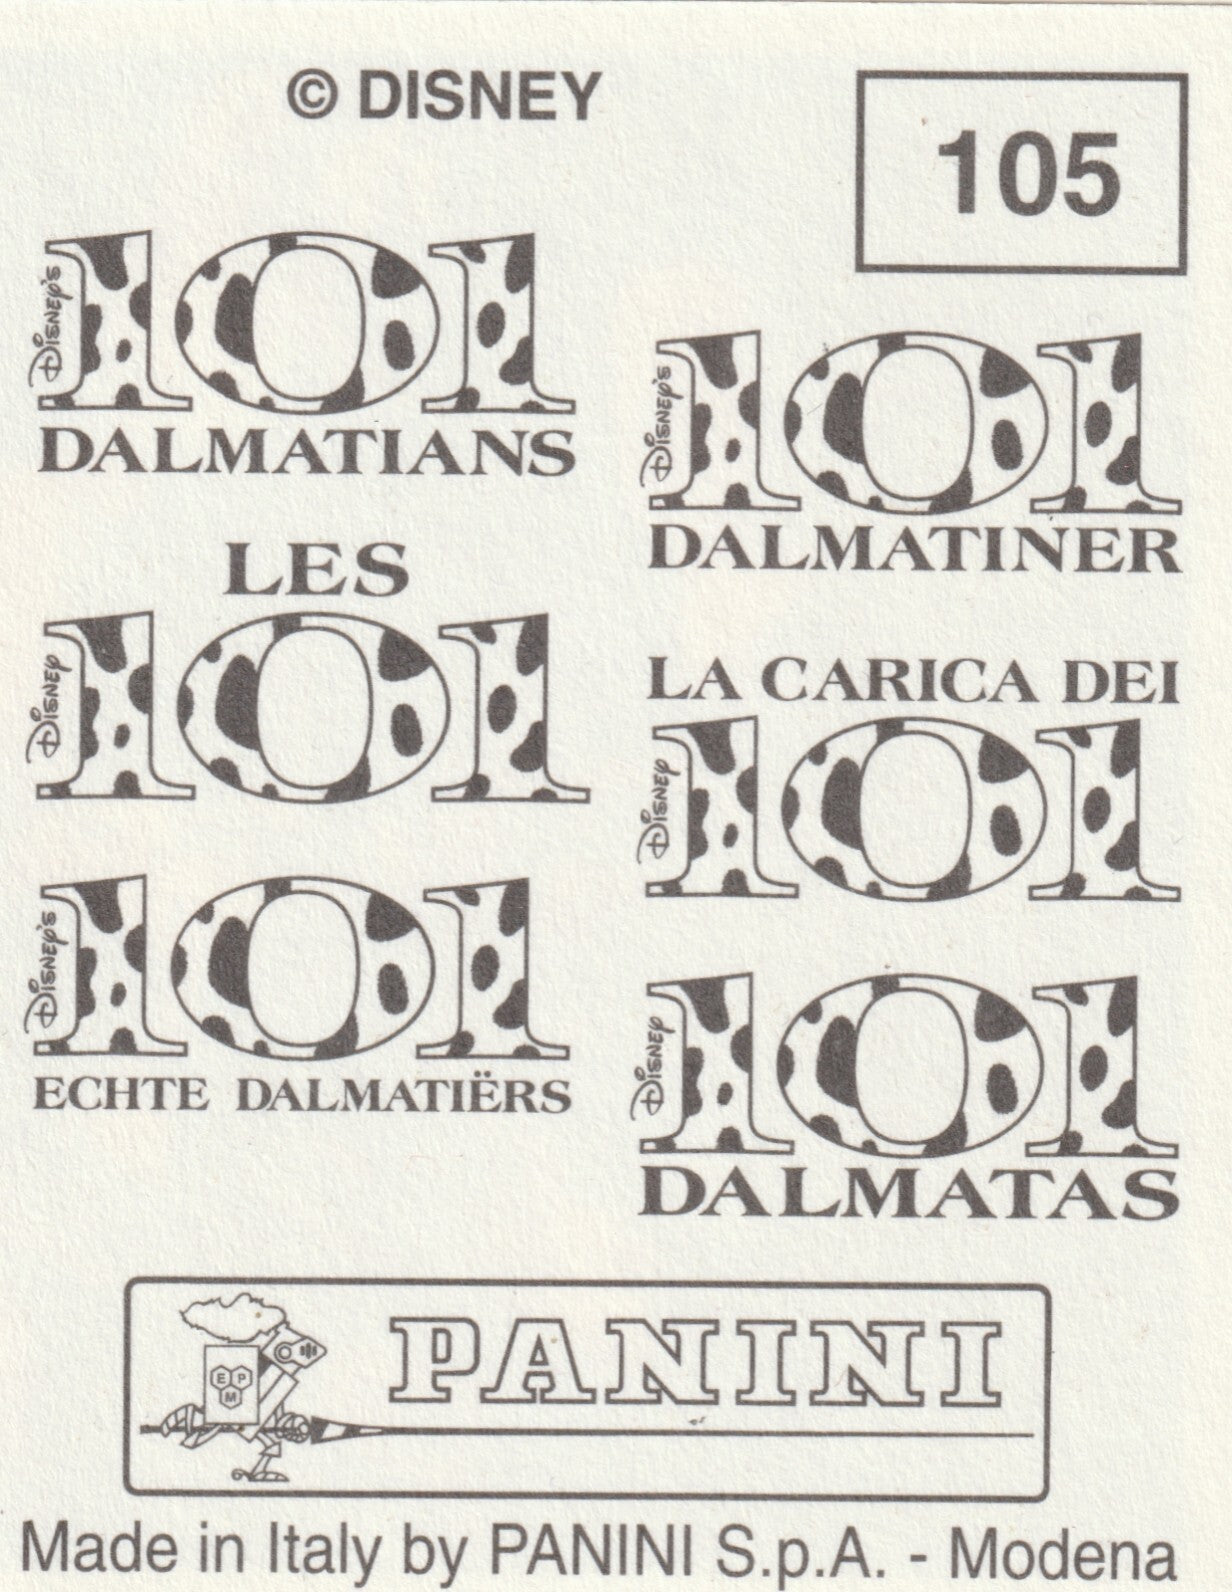 © DISNEY
105
DISNEY'S
101
DALMATIANS
DISNEY'S
101
DALMATINER
LES
DISNEY
101
LA CARICA DEI
DISNEY
101
DISNEY'S
101
ECHTE DALMATIËRS
DISNEY
101
DALMATAS
E P
M
PANINI
Made in Italy by PANINI S.p.A. - Modena